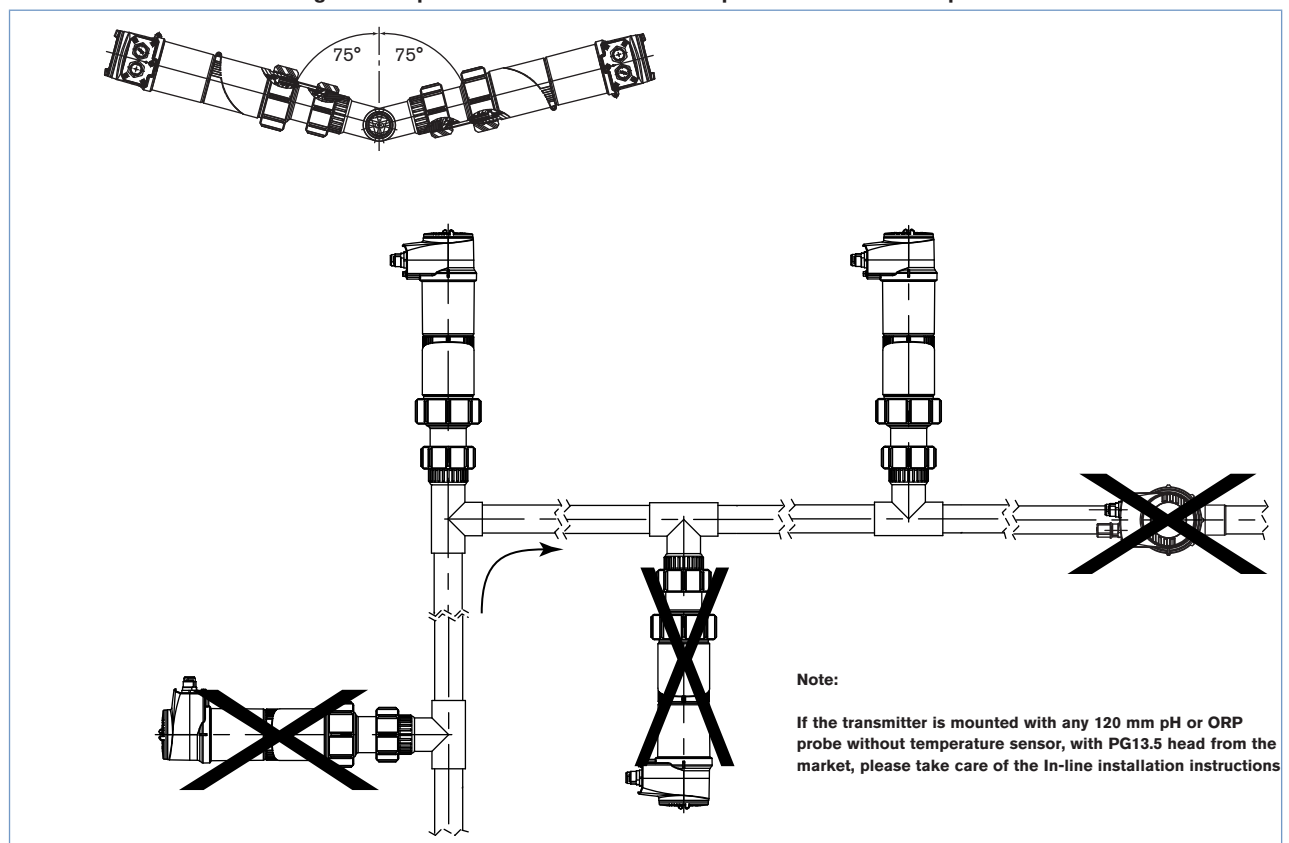 75° 75°
Note:
If the transmitter is mounted with any 120 mm pH or ORP
probe without temperature sensor, with PG13.5 head from the
market, please take care of the In-line installation instructions